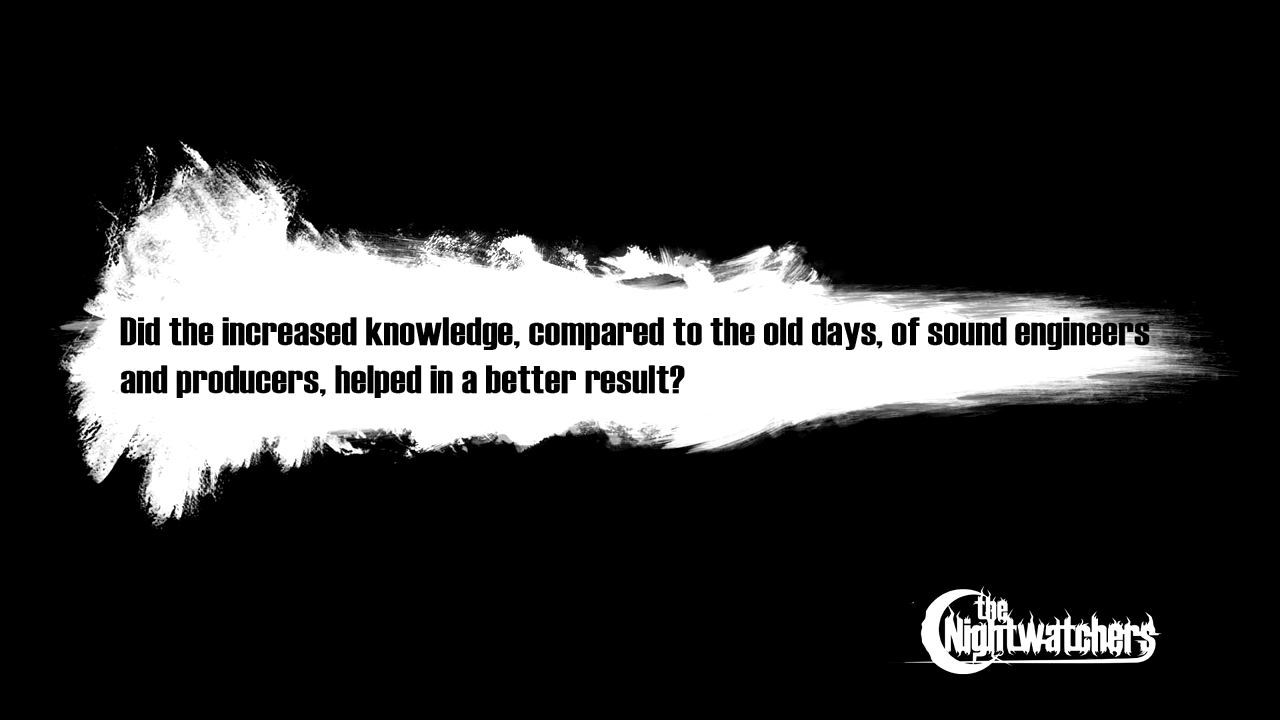 Did the increased knowledge, compared to the old days, of sound engineers
and producers, helped in a better result?
the
Nightwatchers